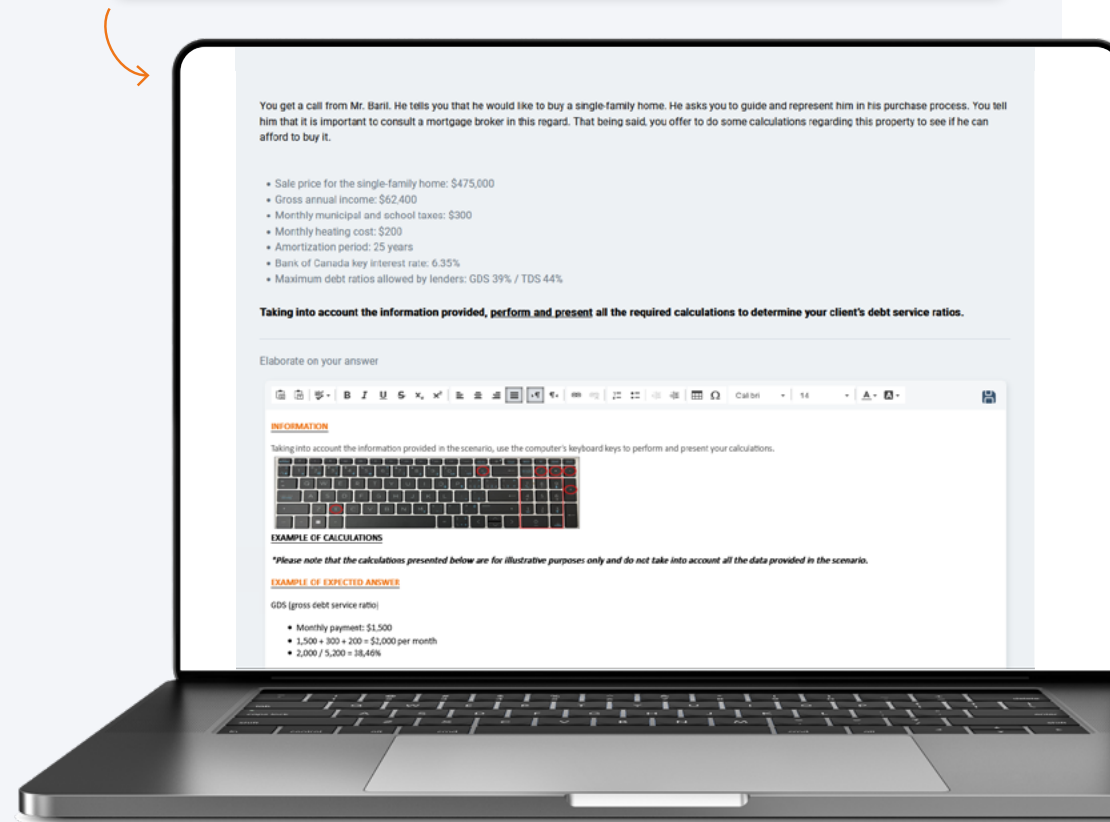 You get a call from Mr. Baril. He tells you that he would like to buy a single-family home. He asks you to guide and represent him in his purchase process. You tell
him that it is important to consult a mortgage broker in this regard. That being said, you offer to do some calculations regarding this property to see if he can
afford to buy it.
• Sale price for the single-family home: $475,000
• Gross annual income: $62,400
• Monthly municipal and school taxes: $300
• Monthly heating cost: $200
• Amortization period: 25 years
• Bank of Canada key interest rate: 6.35%
• Maximum debt ratios allowed by lenders: GDS 39% / TDS 44%
Taking into account the information provided, perform and present all the required calculations to determine your client's debt service ratios.
Elaborate on your answer
B I U S x, x² Calibri 14 A A
INFORMATION
Taking into account the information provided in the scenario, use the computer's keyboard keys to perform and present your calculations.
EXAMPLE OF CALCULATIONS
*Please note that the calculations presented below are for illustrative purposes only and do not take into account all the data provided in the scenario.
EXAMPLE OF EXPECTED ANSWER
GDS (gross debt service ratio)
• Monthly payment: $1,500
• 1,500 + 300 + 200 = $2,000 per month
• 2,000 / 5,200 = 38,46%